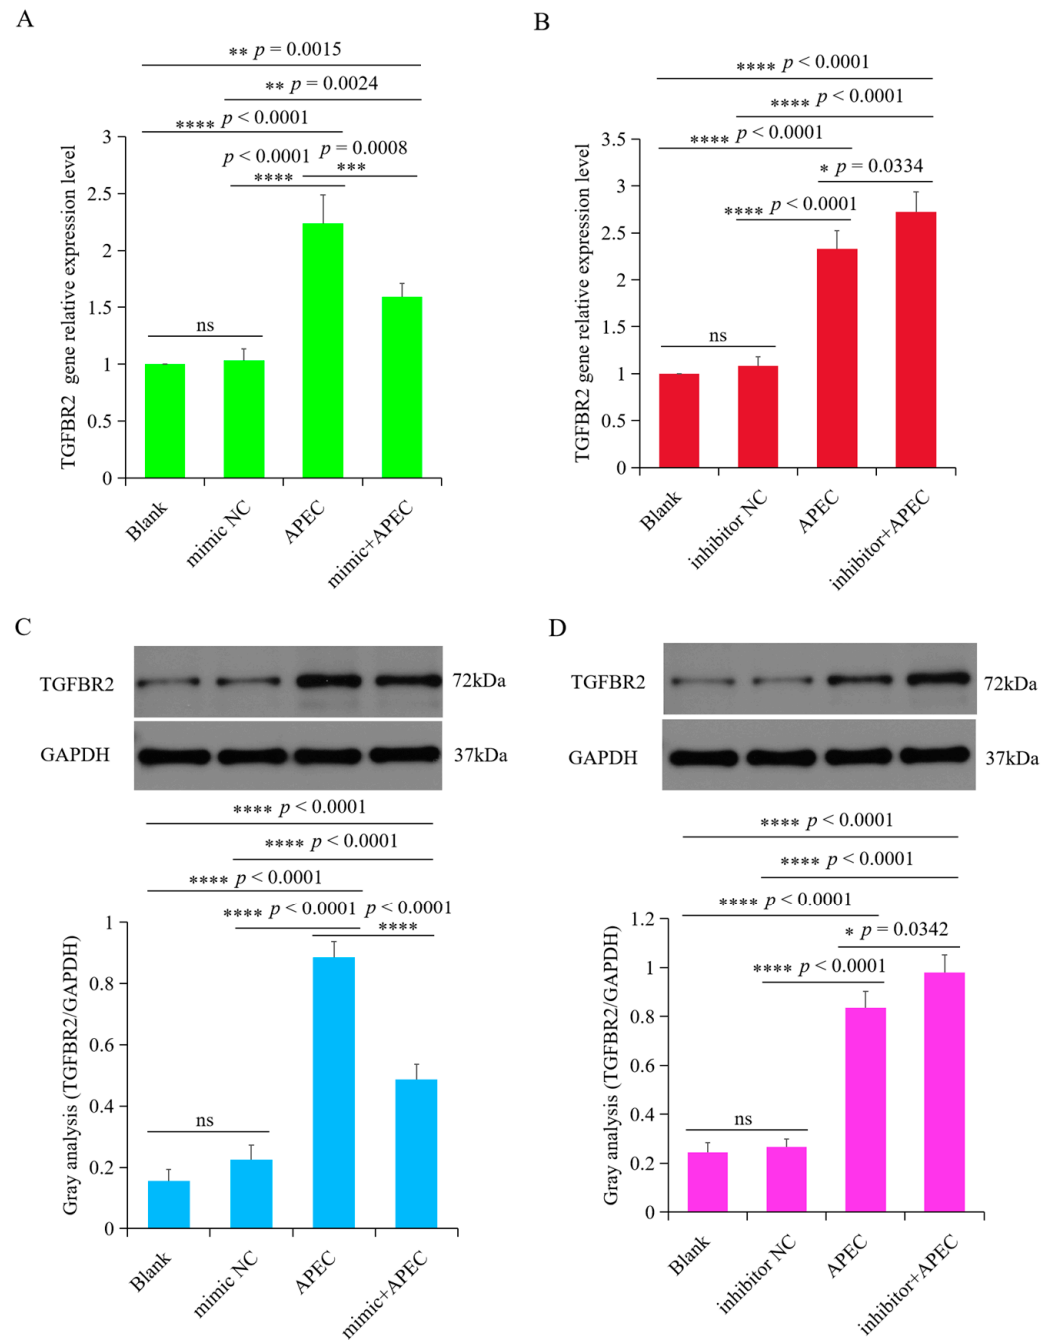 A
** p = 0.0015
** p = 0.0024
**** p < 0.0001
p < 0.0001 p = 0.0008
**** ***
ns
TGFBR2 gene relative expression level
3
2.5
2
1.5
1
0.5
0
Blank
mimic NC
APEC
mimic+APEC
B
**** p < 0.0001
**** p < 0.0001
**** p < 0.0001
* p = 0.0334
**** p < 0.0001
ns
TGFBR2 gene relative expression level
3.5
3
2.5
2
1.5
1
0.5
0
Blank
inhibitor NC
APEC
inhibitor+APEC
C
TGFBR2 72kDa
GAPDH 37kDa
**** p < 0.0001
**** p < 0.0001
**** p < 0.0001
**** p < 0.0001 p < 0.0001
****
ns
Gray analysis (TGFBR2/GAPDH)
1
0.8
0.6
0.4
0.2
0
Blank
mimic NC
APEC
mimic+APEC
D
TGFBR2 72kDa
GAPDH 37kDa
**** p < 0.0001
**** p < 0.0001
**** p < 0.0001
* p = 0.0342
**** p < 0.0001
ns
Gray analysis (TGFBR2/GAPDH)
1.2
1
0.8
0.6
0.4
0.2
0
Blank
inhibitor NC
APEC
inhibitor+APEC